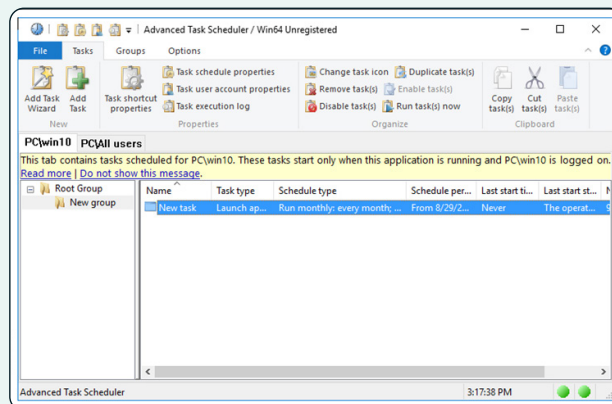 Advanced Task Scheduler / Win64 Unregistered
File Tasks Groups Options
Add Task Wizard
Add Task
Task shortcut properties
Task schedule properties
Task user account properties
Task execution log
Change task icon
Remove task(s)
Disable task(s)
Duplicate task(s)
Enable task(s)
Run task(s) now
Copy task(s)
Cut task(s)
Paste task(s)
New Properties Organize Clipboard
PC\win10 PC\All users
This tab contains tasks scheduled for PC\win10. These tasks start only when this application is running and PC\win10 is logged on.
Read more | Do not show this message.
Root Group
New group
Name Task type Schedule type Schedule per... Last start ti... Last start st...
New task Launch ap... Run monthly: every month; ... From 8/29/2... Never The operat...
Advanced Task Scheduler 3:17:38 PM